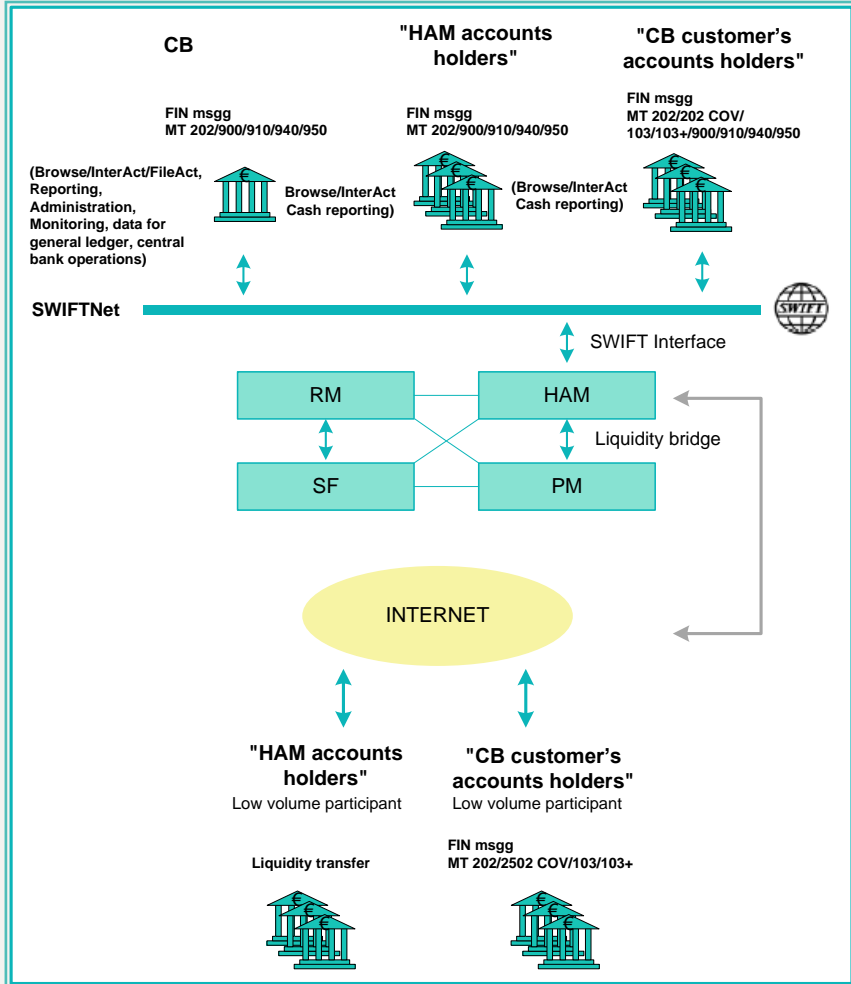 CB
"HAM accounts
holders"
"CB customer's
accounts holders"
FIN msgg
MT 202/900/910/940/950
FIN msgg
MT 202/900/910/940/950
FIN msgg
MT 202/202 COV/
103/103+/900/910/940/950
(Browse/InterAct/FileAct,
Reporting,
Administration,
Monitoring, data for
general ledger, central
bank operations)
€
Browse/InterAct
Cash reporting)
€
€
€
(Browse/InterAct
Cash reporting)
€
€
€
SWIFTNet
SWIFT
SWIFT Interface
RM
HAM
Liquidity bridge
SF
PM
INTERNET
"HAM accounts
holders"
Low volume participant
"CB customer's
accounts holders"
Low volume participant
Liquidity transfer
FIN msgg
MT 202/2502 COV/103/103+
€
€
€
€
€
€